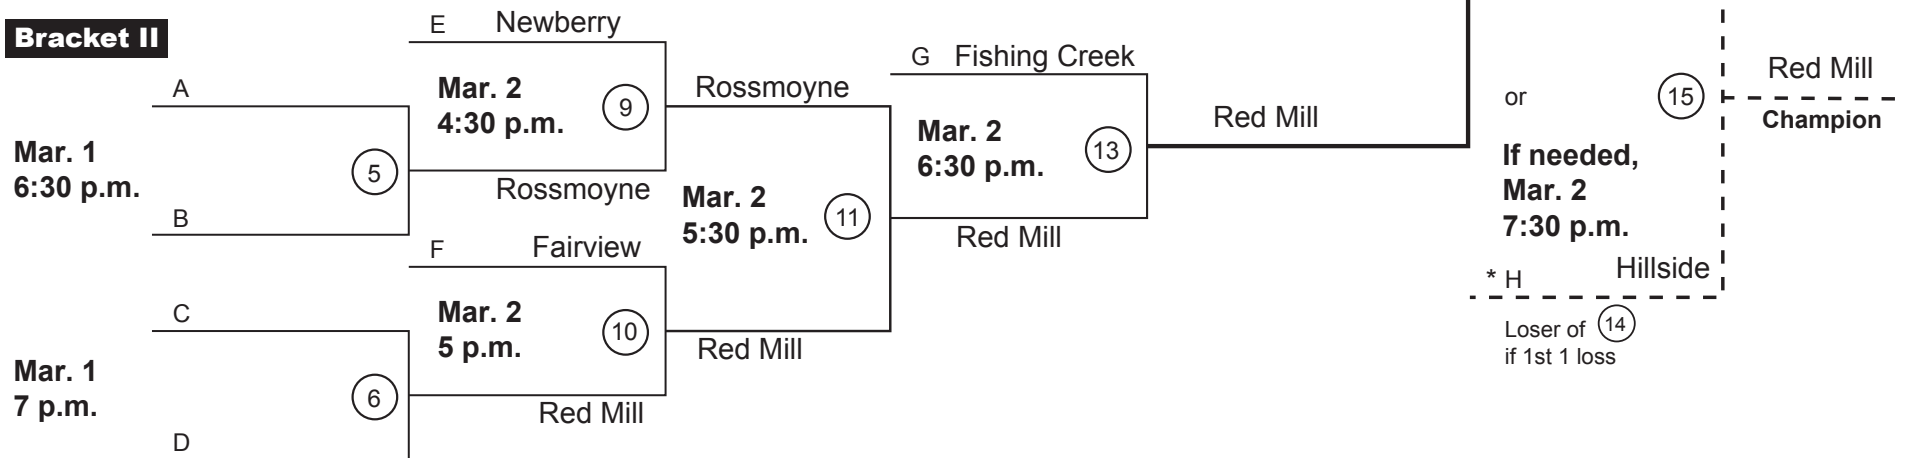 Bracket II
A
Mar. 1
6:30 p.m.
5
B
C
Mar. 1
7 p.m.
6
D
E Newberry
Mar. 2
4:30 p.m.
9
Rossmoyne
F Fairview
Mar. 2
5 p.m.
10
Red Mill
Rossmoyne
Mar. 2
5:30 p.m.
11
Red Mill
G Fishing Creek
Mar. 2
6:30 p.m.
13
Red Mill
Red Mill
or
15
If needed,
Mar. 2
7:30 p.m.
* H Hillside
Loser of 14
if 1st 1 loss
Red Mill
Champion